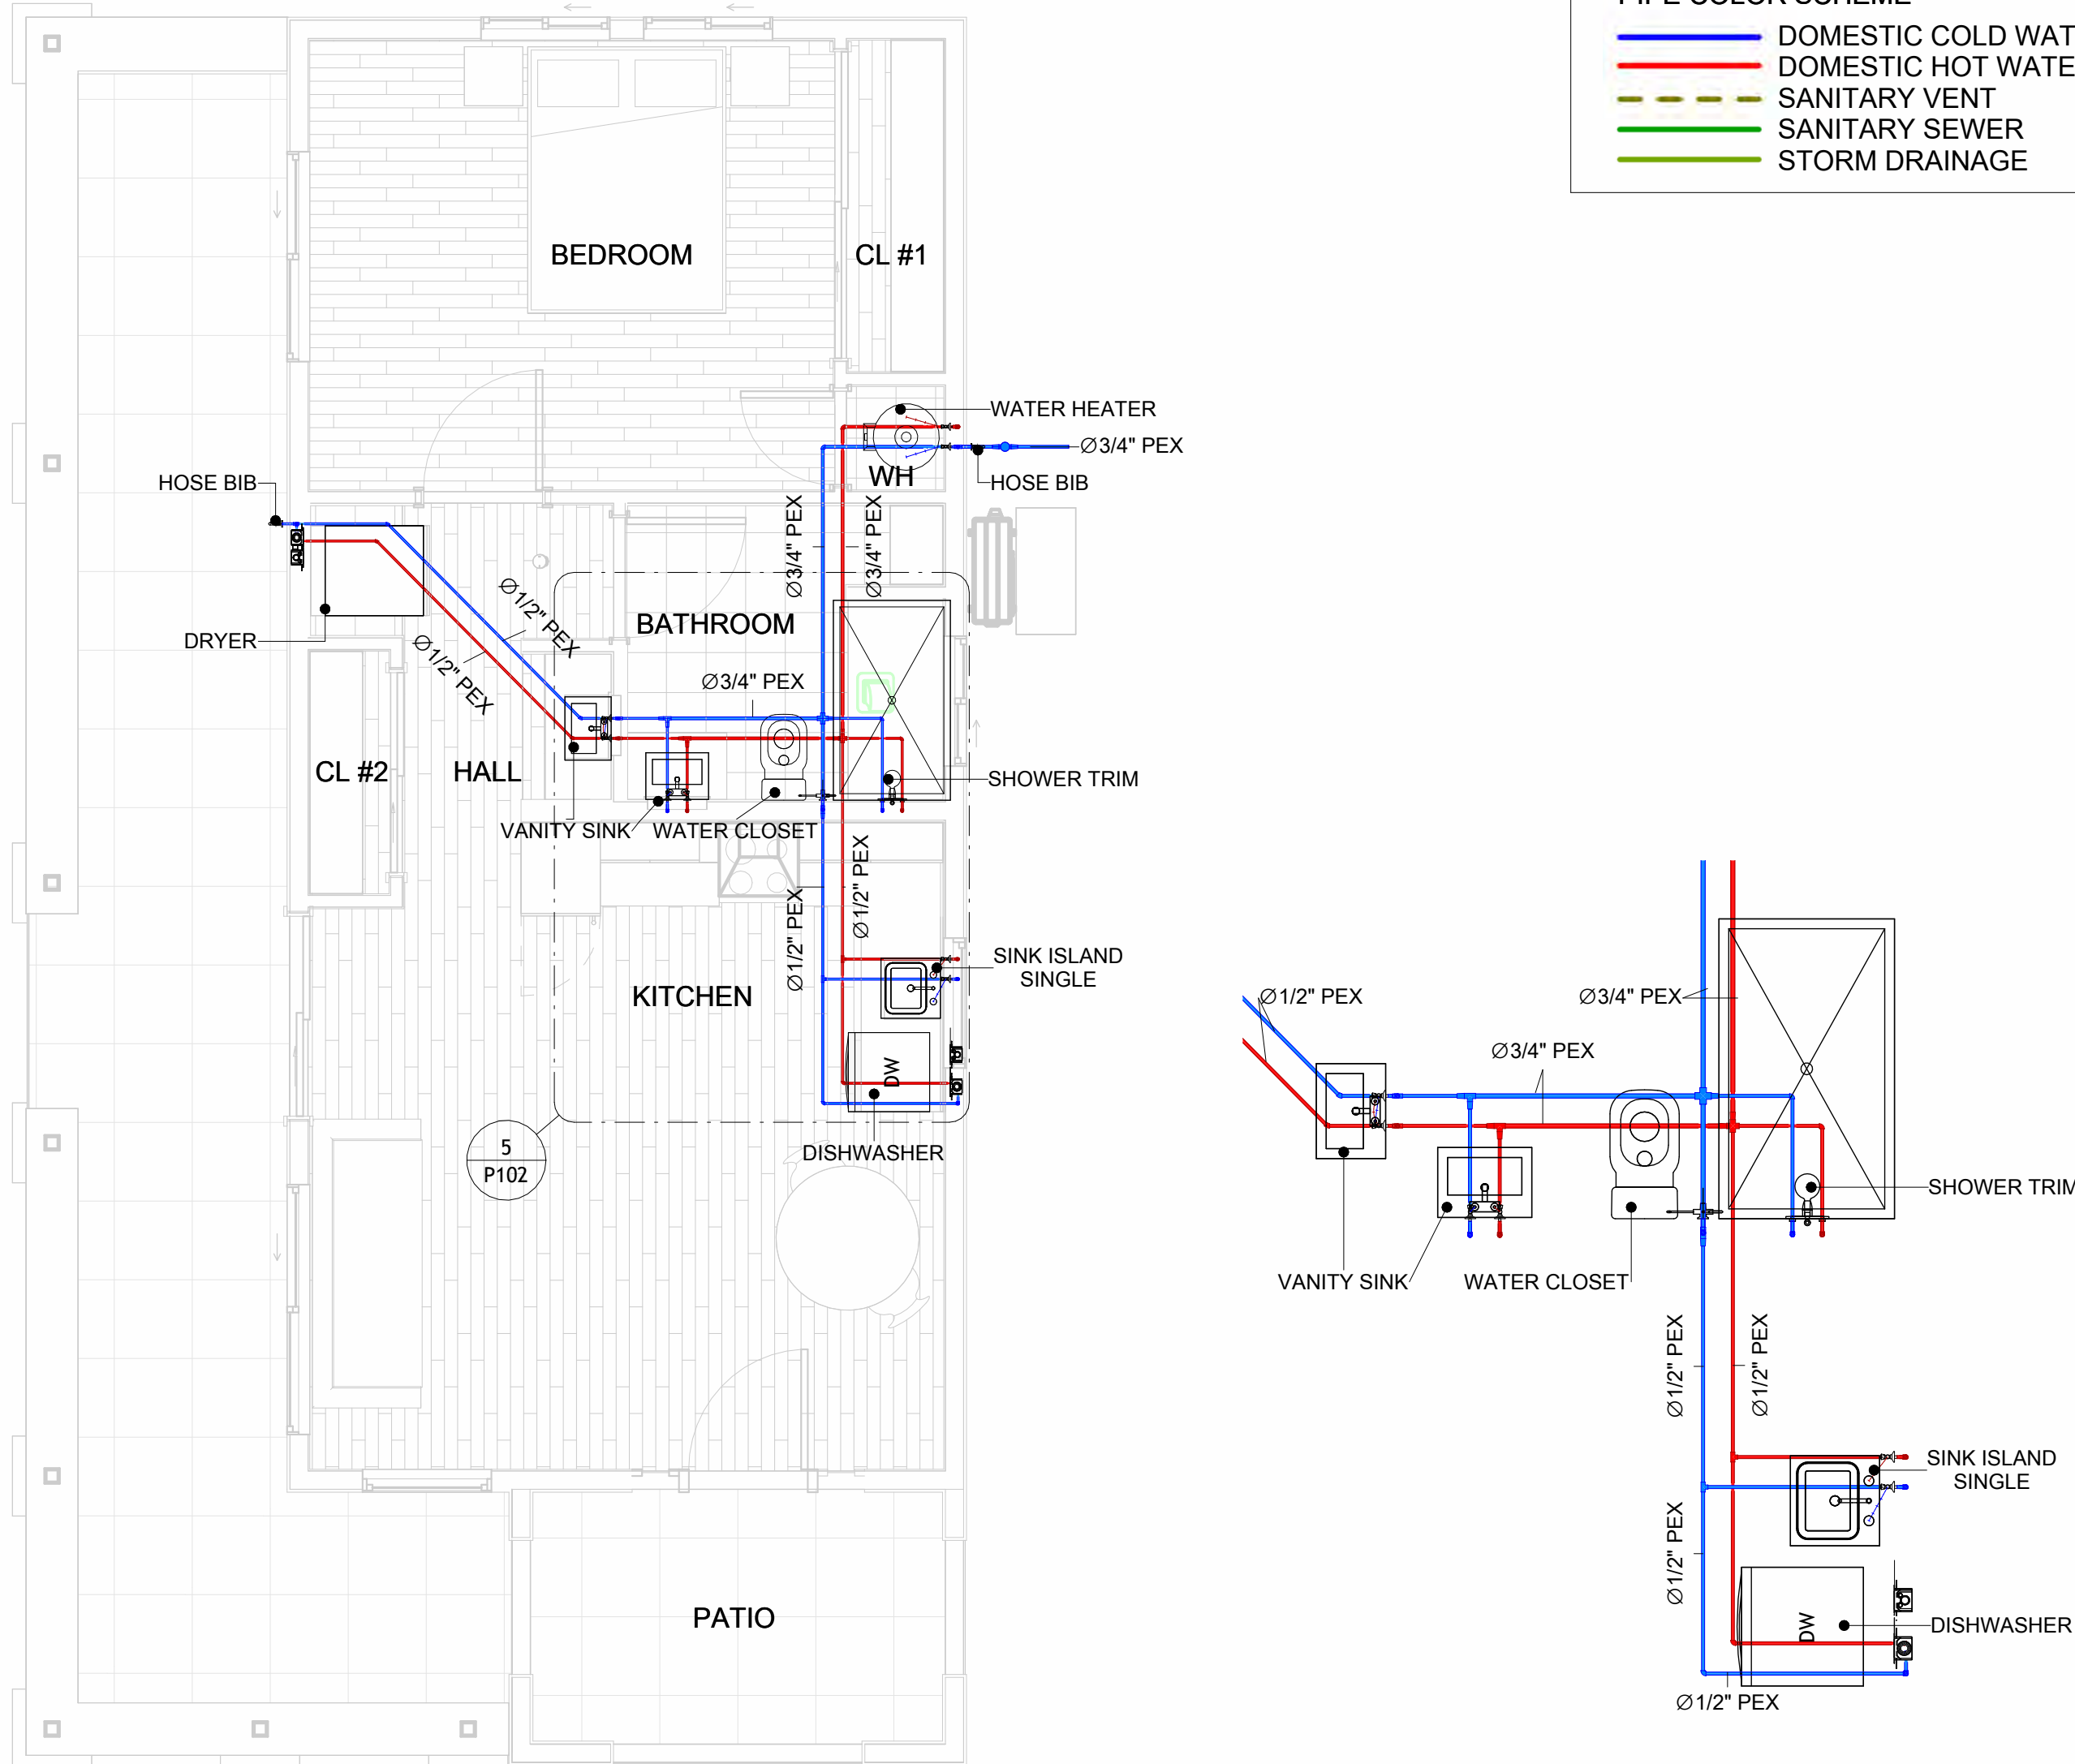 PIPE COLOR SCHEME
DOMESTIC COLD WAT
DOMESTIC HOT WATE
SANITARY VENT
SANITARY SEWER
STORM DRAINAGE
BEDROOM
CL #1
WATER HEATER
Ø3/4" PEX
WH
HOSE BIB
HOSE BIB
Ø3/4" PEX
Ø3/4" PEX
DRYER
Ø1/2" PEX
Ø1/2" PEX
BATHROOM
Ø3/4" PEX
CL #2
HALL
SHOWER TRIM
VANITY SINK
WATER CLOSET
Ø1/2" PEX
Ø1/2" PEX
SINK ISLAND
SINGLE
KITCHEN
DW
DISHWASHER
5
P102
PATIO
Ø1/2" PEX
Ø3/4" PEX
Ø3/4" PEX
SHOWER TRIM
VANITY SINK
WATER CLOSET
Ø1/2" PEX
Ø1/2" PEX
SINK ISLAND
SINGLE
Ø1/2" PEX
DW
DISHWASHER
Ø1/2" PEX